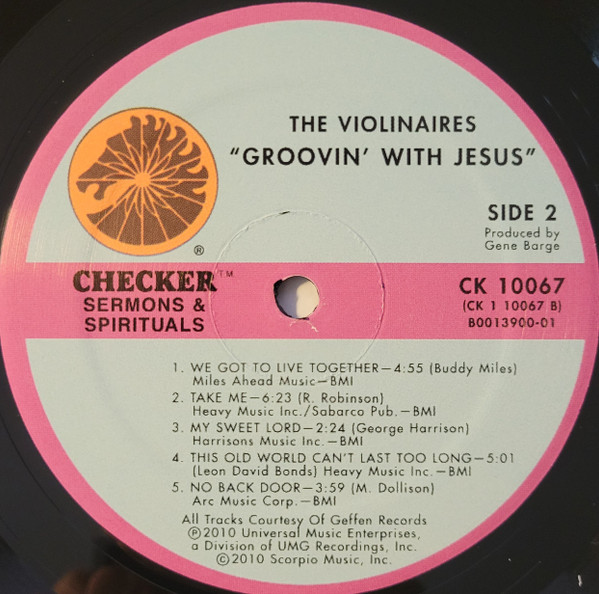 THE VIOLINAIRES
"GROOVIN' WITH JESUS"
SIDE 2
Produced by
Gene Barge
®
CHECKER™
SERMONS &
SPIRITUALS
CK 10067
(CK 1 10067 B)
B0013900-01
1. WE GOT TO LIVE TOGETHER—4:55 (Buddy Miles)
Miles Ahead Music—BMI
2. TAKE ME—6:23 (R. Robinson)
Heavy Music Inc./Sabarco Pub.—BMI
3. MY SWEET LORD—2:24 (George Harrison)
Harrisons Music Inc.—BMI
4. THIS OLD WORLD CAN'T LAST TOO LONG—5:01
(Leon David Bonds) Heavy Music Inc.—BMI
5. NO BACK DOOR—3:59 (M. Dollison)
Arc Music Corp.—BMI
All Tracks Courtesy Of Geffen Records
℗2010 Universal Music Enterprises,
a Division of UMG Recordings, Inc.
©2010 Scorpio Music, Inc.